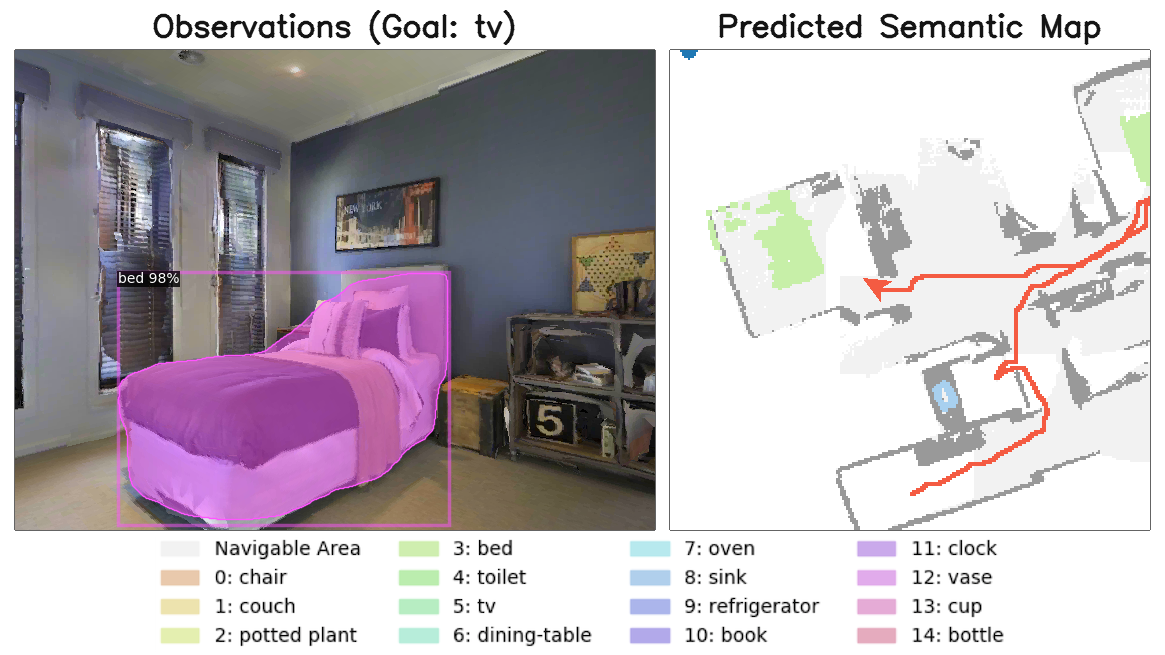 Observations (Goal: tv)
Predicted Semantic Map
NEW YORK
bed 98%
5
Navigable Area
0: chair
1: couch
2: potted plant
3: bed
4: toilet
5: tv
6: dining-table
7: oven
8: sink
9: refrigerator
10: book
11: clock
12: vase
13: cup
14: bottle